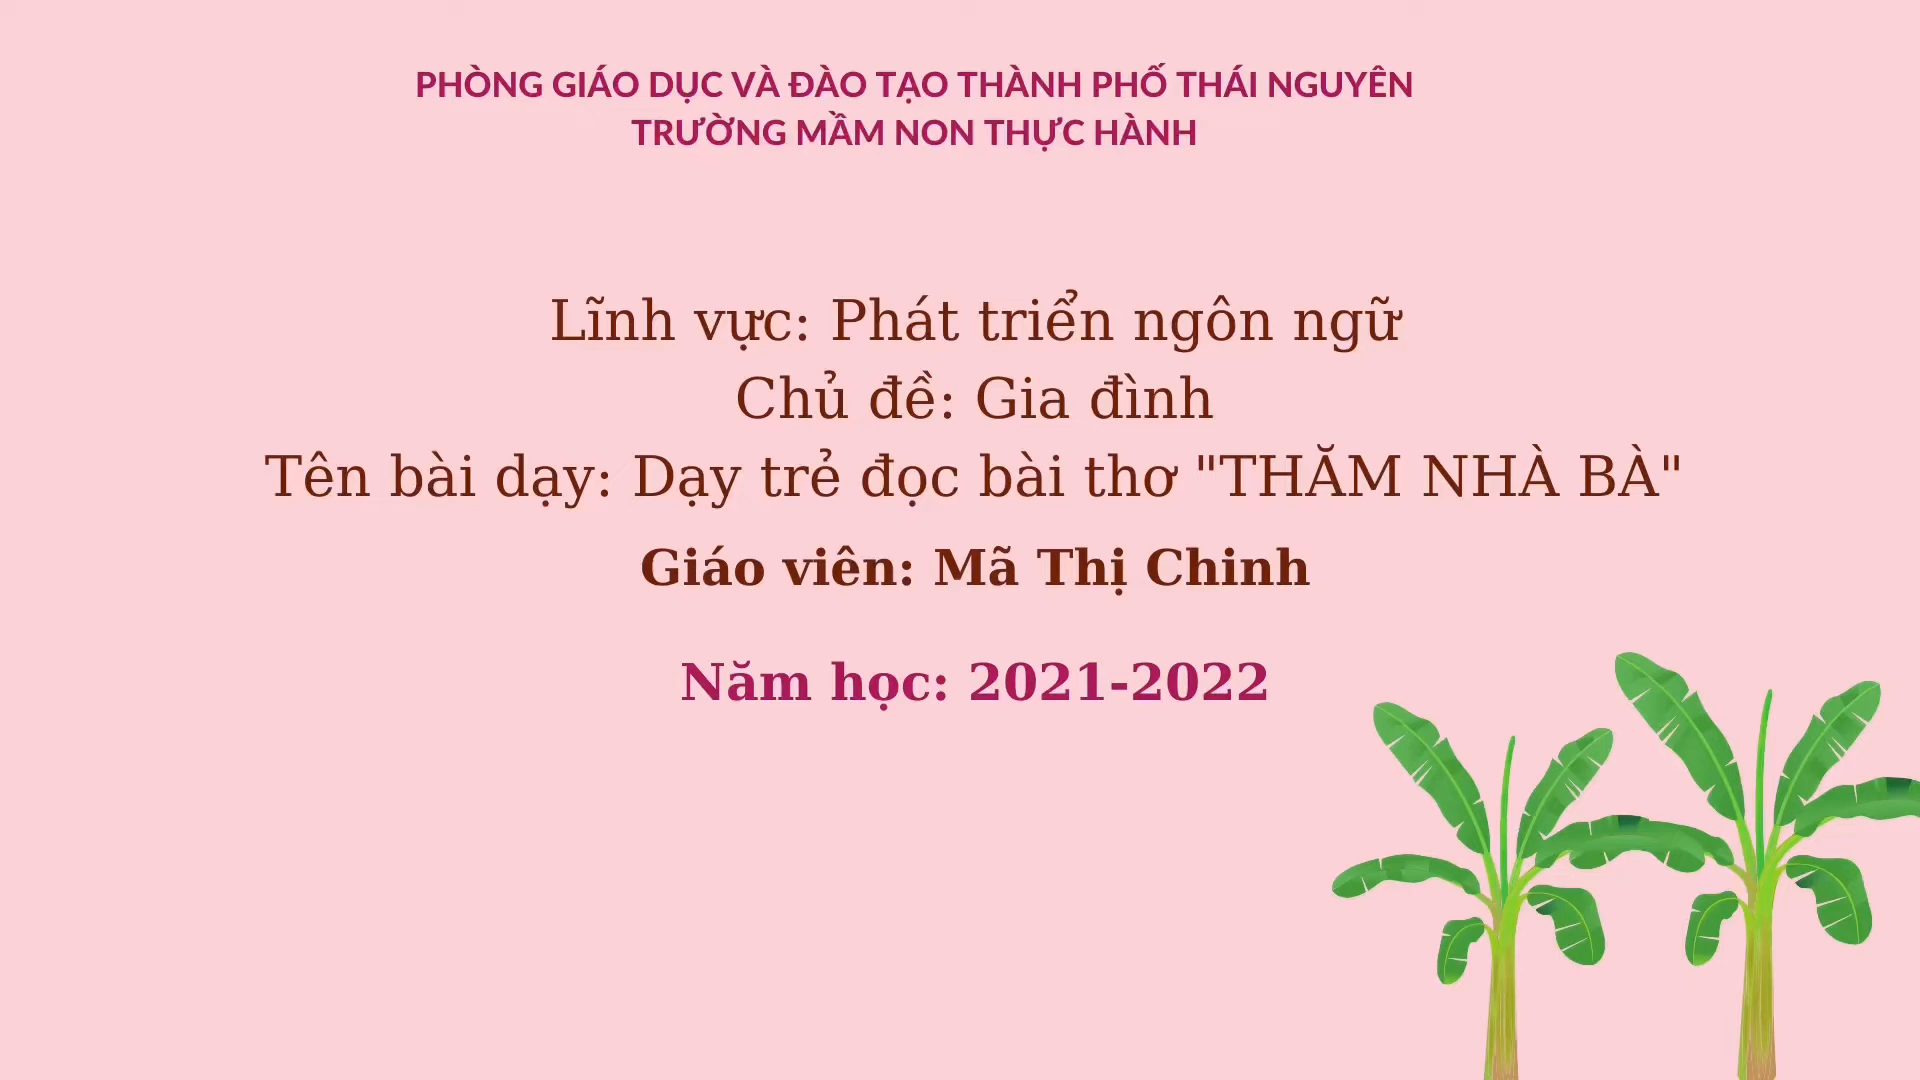 PHÒNG GIÁO DỤC VÀ ĐÀO TẠO THÀNH PHỐ THÁI NGUYÊN
TRƯỜNG MẦM NON THỰC HÀNH
Lĩnh vực: Phát triển ngôn ngữ
Chủ đề: Gia đình
Tên bài dạy: Dạy trẻ đọc bài thơ "THĂM NHÀ BÀ"
Giáo viên: Mã Thị Chinh
Năm học: 2021-2022